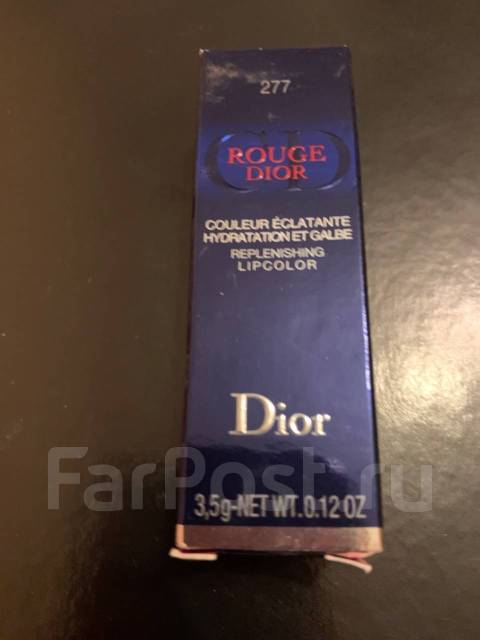 277
CD
ROUGE
DIOR
COULEUR ÉCLATANTE
HYDRATATION ET GALBE
REPLENISHING
LIPCOLOR
Dior
FarPost.ru
3,5g-NET WT. 0.12 OZ